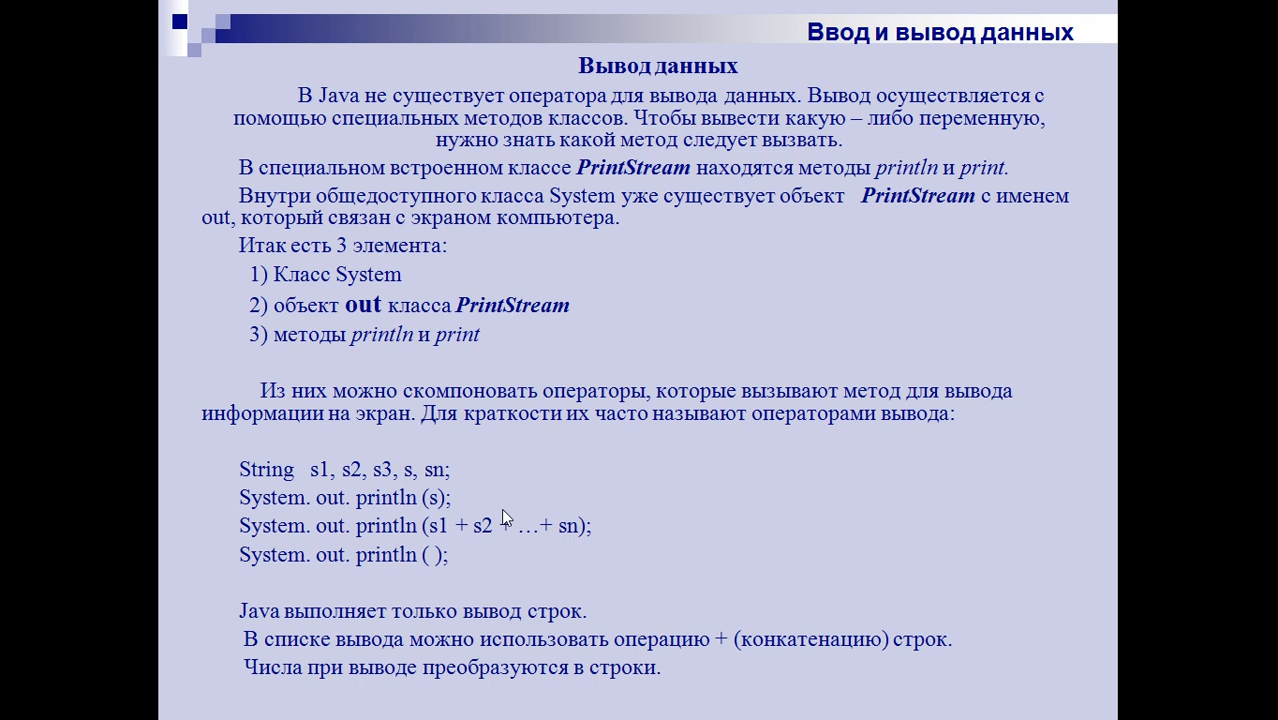 Ввод и вывод данных
Вывод данных
В Java не существует оператора для вывода данных. Вывод осуществляется с
помощью специальных методов классов. Чтобы вывести какую – либо переменную,
нужно знать какой метод следует вызвать.
В специальном встроенном классе PrintStream находятся методы println и print.
Внутри общедоступного класса System уже существует объект PrintStream с именем
out, который связан с экраном компьютера.
Итак есть 3 элемента:
1) Класс System
2) объект out класса PrintStream
3) методы println и print
Из них можно скомпоновать операторы, которые вызывают метод для вывода
информации на экран. Для краткости их часто называют операторами вывода:
String s1, s2, s3, s, sn;
System. out. println (s);
System. out. println (s1 + s2 + …+ sn);
System. out. println ( );
Java выполняет только вывод строк.
В списке вывода можно использовать операцию + (конкатенацию) строк.
Числа при выводе преобразуются в строки.